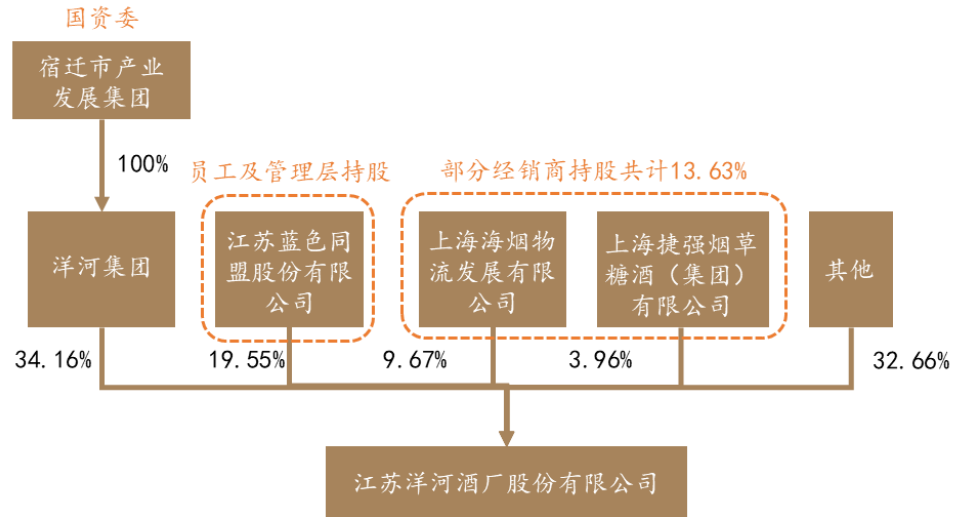 国资委
宿迁市产业
发展集团
100%
员工及管理层持股
部分经销商持股共计13.63%
洋河集团
江苏蓝色同
盟股份有限
公司
上海海烟物
流发展有限
公司
上海捷强烟草
糖酒（集团）
有限公司
其他
34.16%
19.55%
9.67%
3.96%
32.66%
江苏洋河酒厂股份有限公司